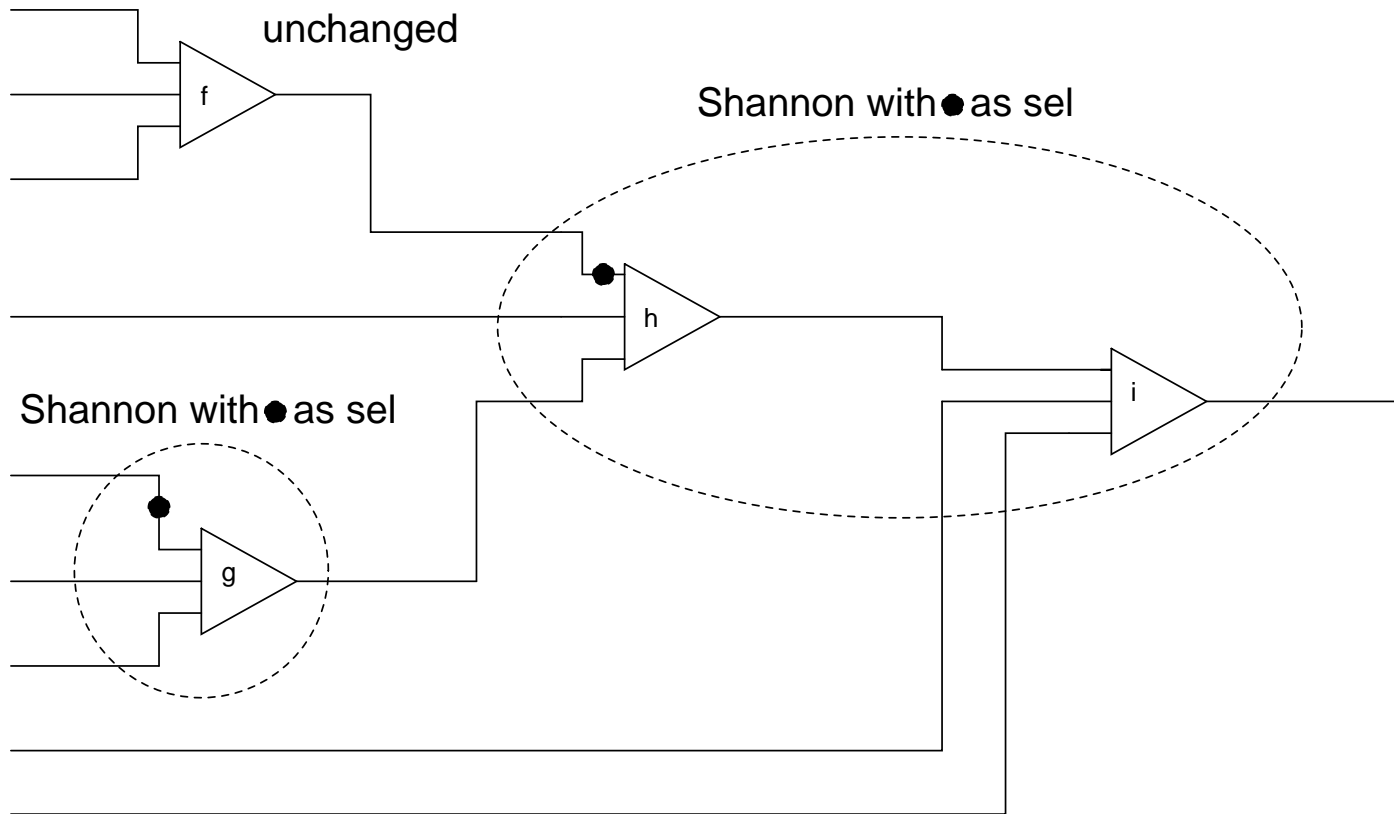 unchanged
f
Shannon with ● as sel
h
i
Shannon with ● as sel
g